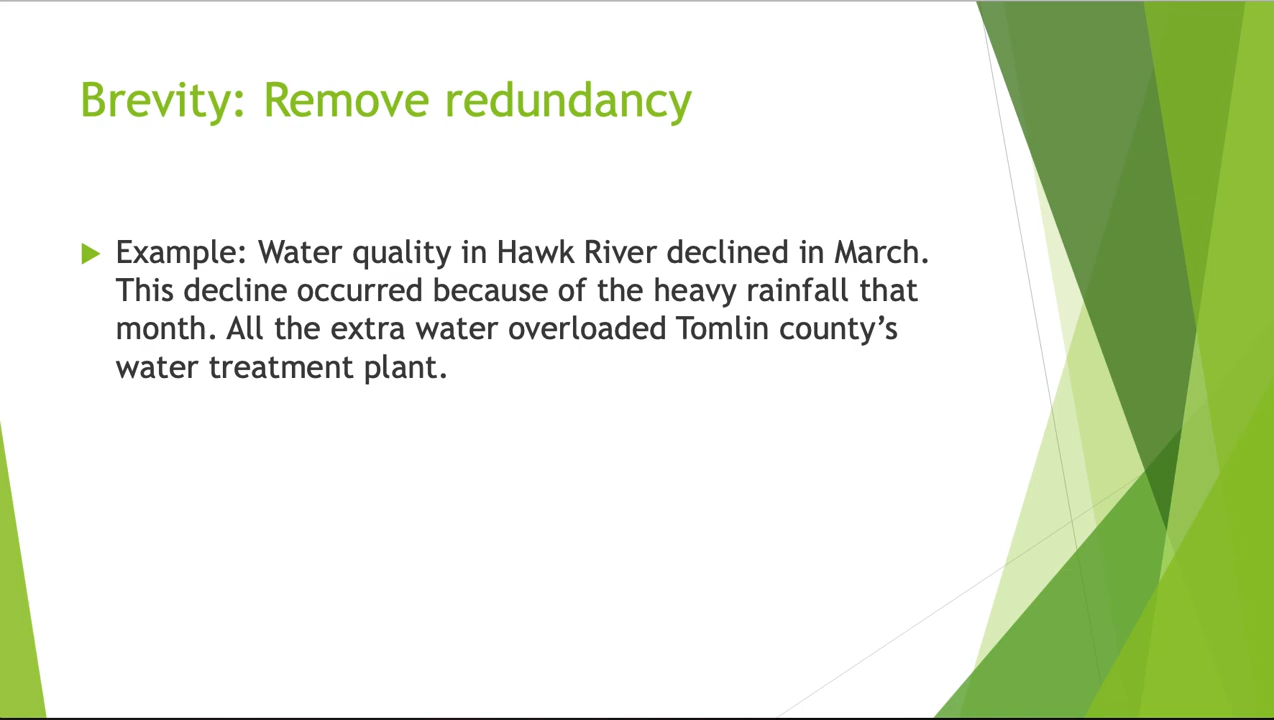 Brevity: Remove redundancy
Example: Water quality in Hawk River declined in March.
This decline occurred because of the heavy rainfall that
month. All the extra water overloaded Tomlin county’s
water treatment plant.